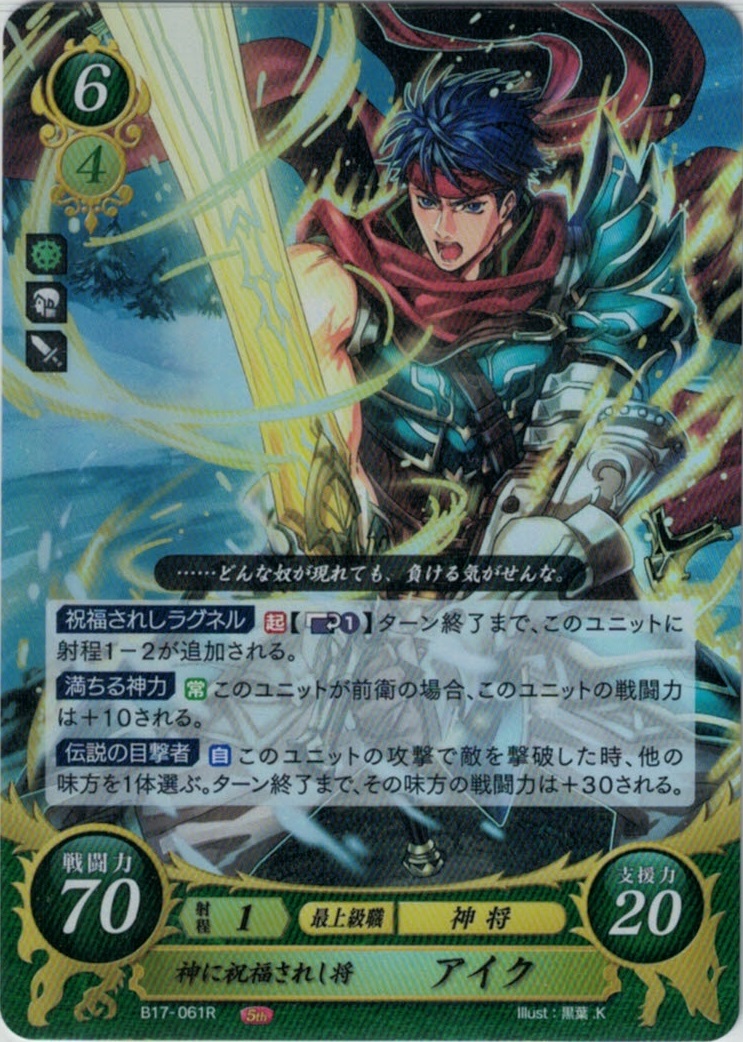 6
4
……どんな奴が現れても、負ける気がせんな。
祝福されしラグネル 起【 1】ターン終了まで、このユニットに
射程1－2が追加される。
満ちる神力 常 このユニットが前衛の場合、このユニットの戦闘力
は＋10される。
伝説の目撃者 自 このユニットの攻撃で敵を撃破した時、他の
味方を1体選ぶ。ターン終了まで、その味方の戦闘力は＋30される。
戦闘力
70
射程 1 最上級職 神将
支援力
20
神に祝福されし将 アイク
B17-061R 5th Illust：黒葉.K